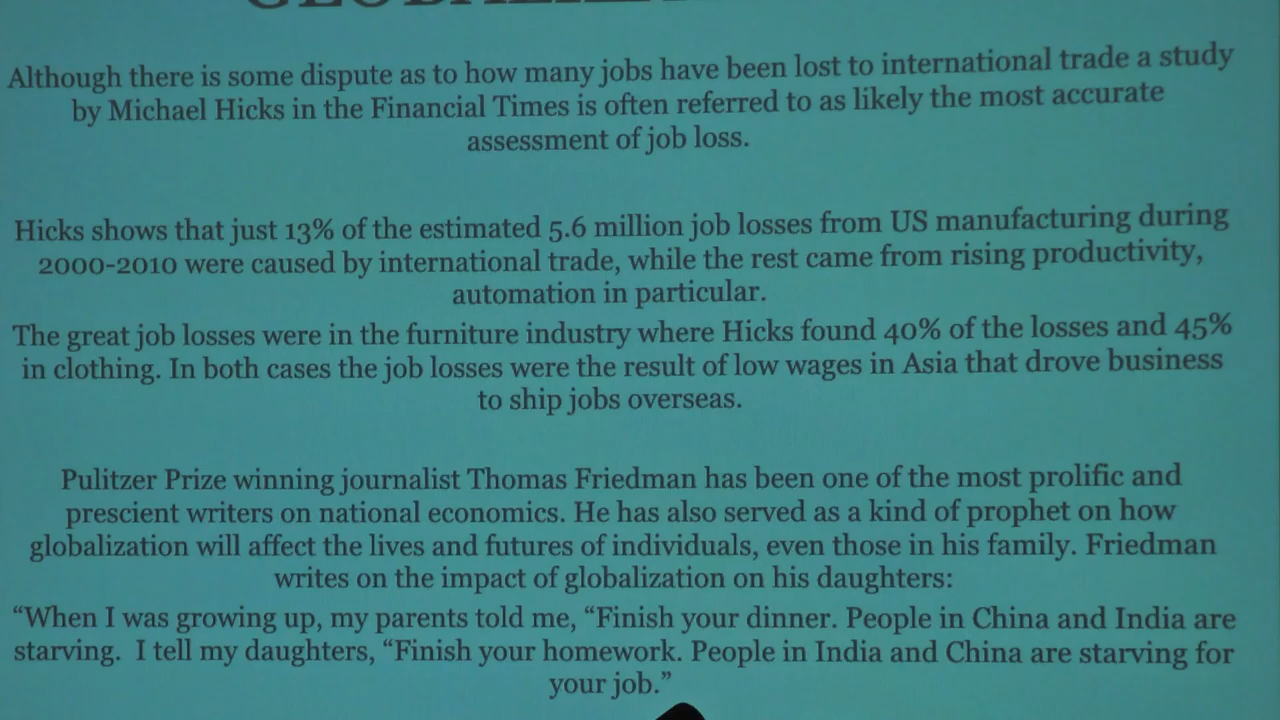 Although there is some dispute as to how many jobs have been lost to international trade a study
by Michael Hicks in the Financial Times is often referred to as likely the most accurate
assessment of job loss.
Hicks shows that just 13% of the estimated 5.6 million job losses from US manufacturing during
2000-2010 were caused by international trade, while the rest came from rising productivity,
automation in particular.
The great job losses were in the furniture industry where Hicks found 40% of the losses and 45%
in clothing. In both cases the job losses were the result of low wages in Asia that drove business
to ship jobs overseas.
Pulitzer Prize winning journalist Thomas Friedman has been one of the most prolific and
prescient writers on national economics. He has also served as a kind of prophet on how
globalization will affect the lives and futures of individuals, even those in his family. Friedman
writes on the impact of globalization on his daughters:
“When I was growing up, my parents told me, “Finish your dinner. People in China and India are
starving.  I tell my daughters, “Finish your homework. People in India and China are starving for
your job.”